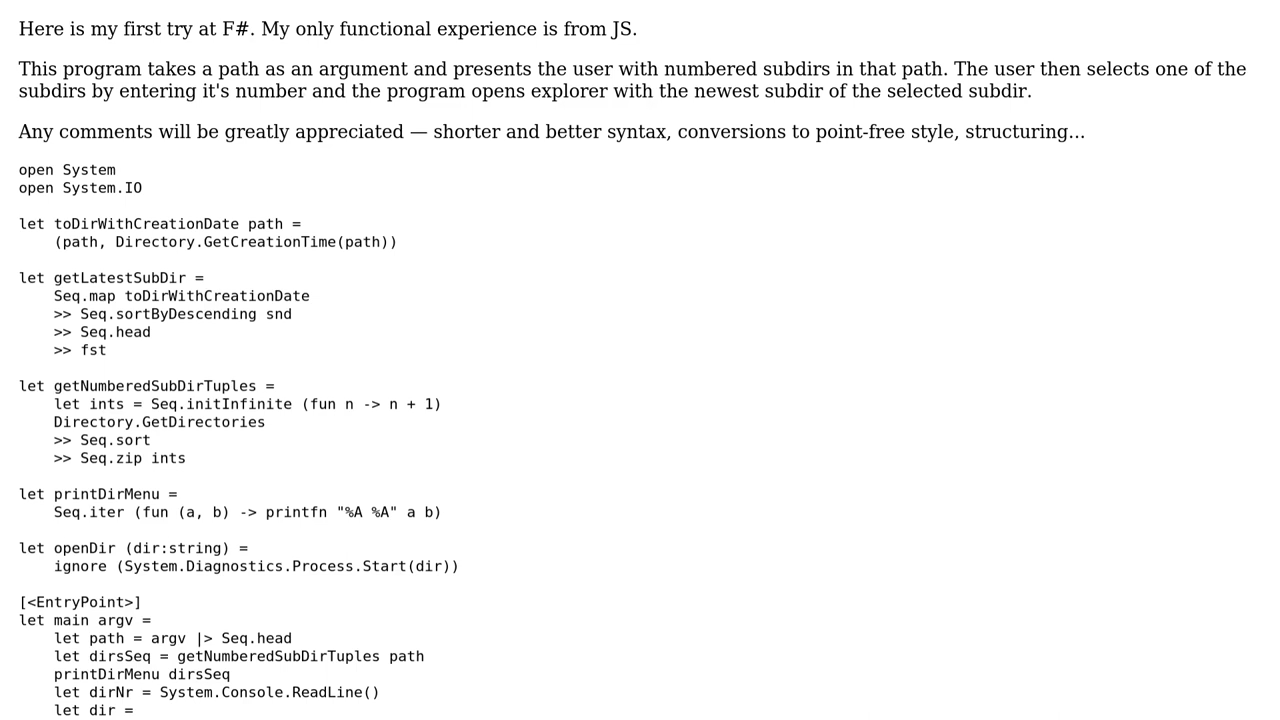 Here is my first try at F#. My only functional experience is from JS.
This program takes a path as an argument and presents the user with numbered subdirs in that path. The user then selects one of the
subdirs by entering it's number and the program opens explorer with the newest subdir of the selected subdir.
Any comments will be greatly appreciated — shorter and better syntax, conversions to point-free style, structuring...
open System
open System.IO

let toDirWithCreationDate path =
    (path, Directory.GetCreationTime(path))

let getLatestSubDir =
    Seq.map toDirWithCreationDate
    >> Seq.sortByDescending snd
    >> Seq.head
    >> fst

let getNumberedSubDirTuples =
    let ints = Seq.initInfinite (fun n -> n + 1)
    Directory.GetDirectories
    >> Seq.sort
    >> Seq.zip ints

let printDirMenu =
    Seq.iter (fun (a, b) -> printfn "%A %A" a b)

let openDir (dir:string) =
    ignore (System.Diagnostics.Process.Start(dir))

[<EntryPoint>]
let main argv =
    let path = argv |> Seq.head
    let dirsSeq = getNumberedSubDirTuples path
    printDirMenu dirsSeq
    let dirNr = System.Console.ReadLine()
    let dir =